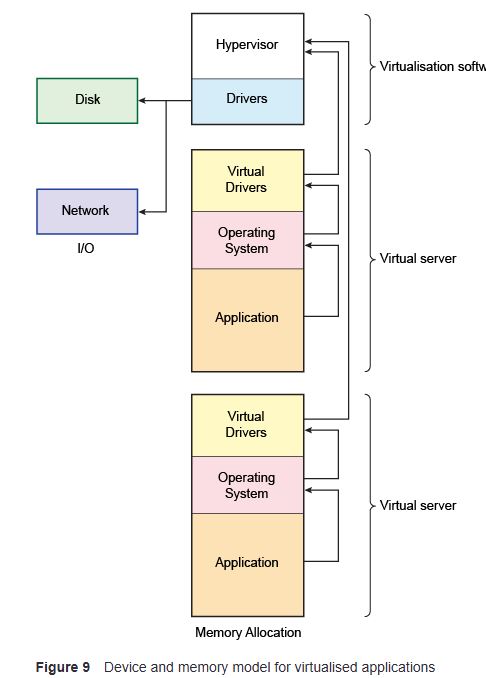 Hypervisor
Virtualisation softw
Disk
Drivers
Virtual
Drivers
Network
Operating
System
I/O
Virtual server
Application
Virtual
Drivers
Operating
System
Virtual server
Application
Memory Allocation
Figure 9 Device and memory model for virtualised applications